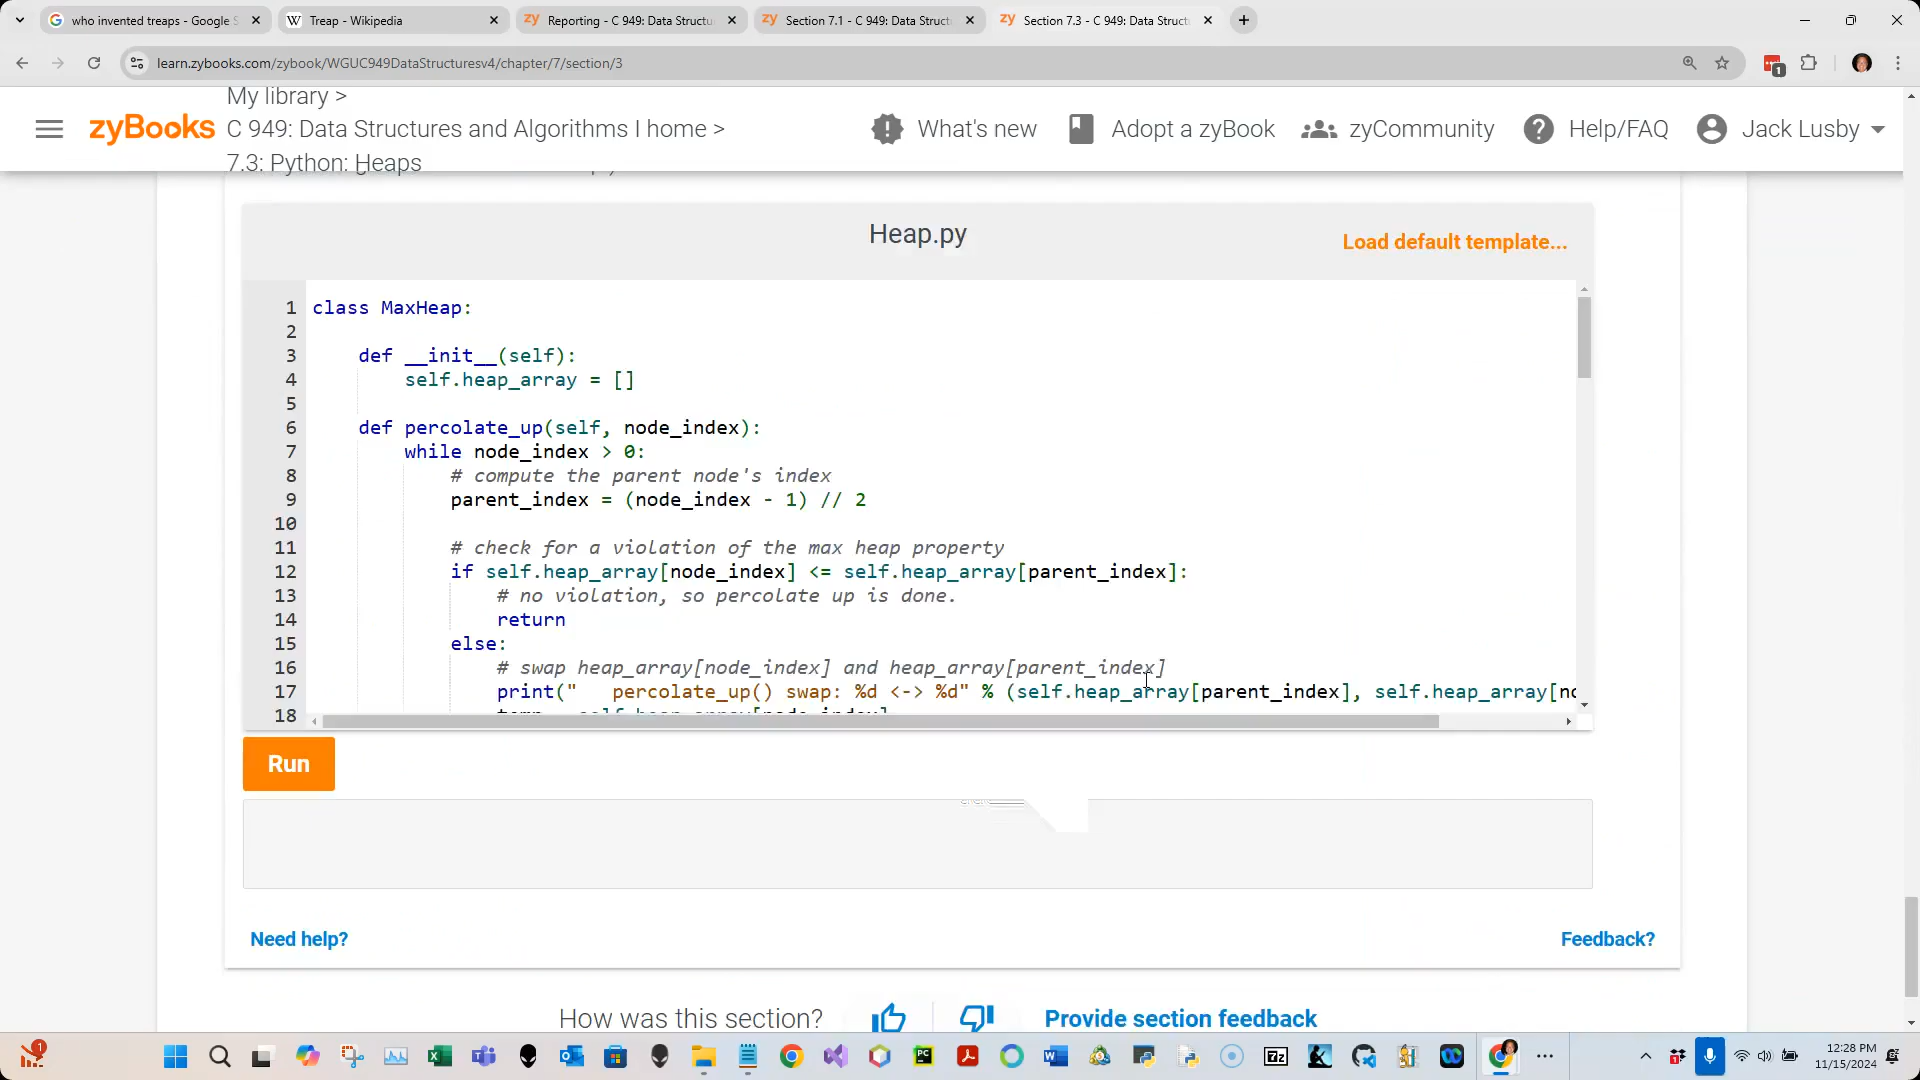 who invented treaps - Google S
Treap - Wikipedia
Reporting - C 949: Data Structu
Section 7.1 - C 949: Data Struct
Section 7.3 - C 949: Data Struct
learn.zybooks.com/zybook/WGUC949DataStructuresv4/chapter/7/section/3
1
My library >
zyBooks
C 949: Data Structures and Algorithms I home >
7.3: Python: Heaps
What's new
Adopt a zyBook
zyCommunity
Help/FAQ
Jack Lusby
Heap.py
Load default template...
1 class MaxHeap:
2
3 def __init__(self):
4 self.heap_array = []
5
6 def percolate_up(self, node_index):
7 while node_index > 0:
8 # compute the parent node's index
9 parent_index = (node_index - 1) // 2
10
11 # check for a violation of the max heap property
12 if self.heap_array[node_index] <= self.heap_array[parent_index]:
13 # no violation, so percolate up is done.
14 return
15 else:
16 # swap heap_array[node_index] and heap_array[parent_index]
17 print("   percolate_up() swap: %d <-> %d" % (self.heap_array[parent_index], self.heap_array[no
18 temp = self.heap_array[node_index]
Run
Need help?
Feedback?
How was this section?
Provide section feedback
12:28 PM
11/15/2024